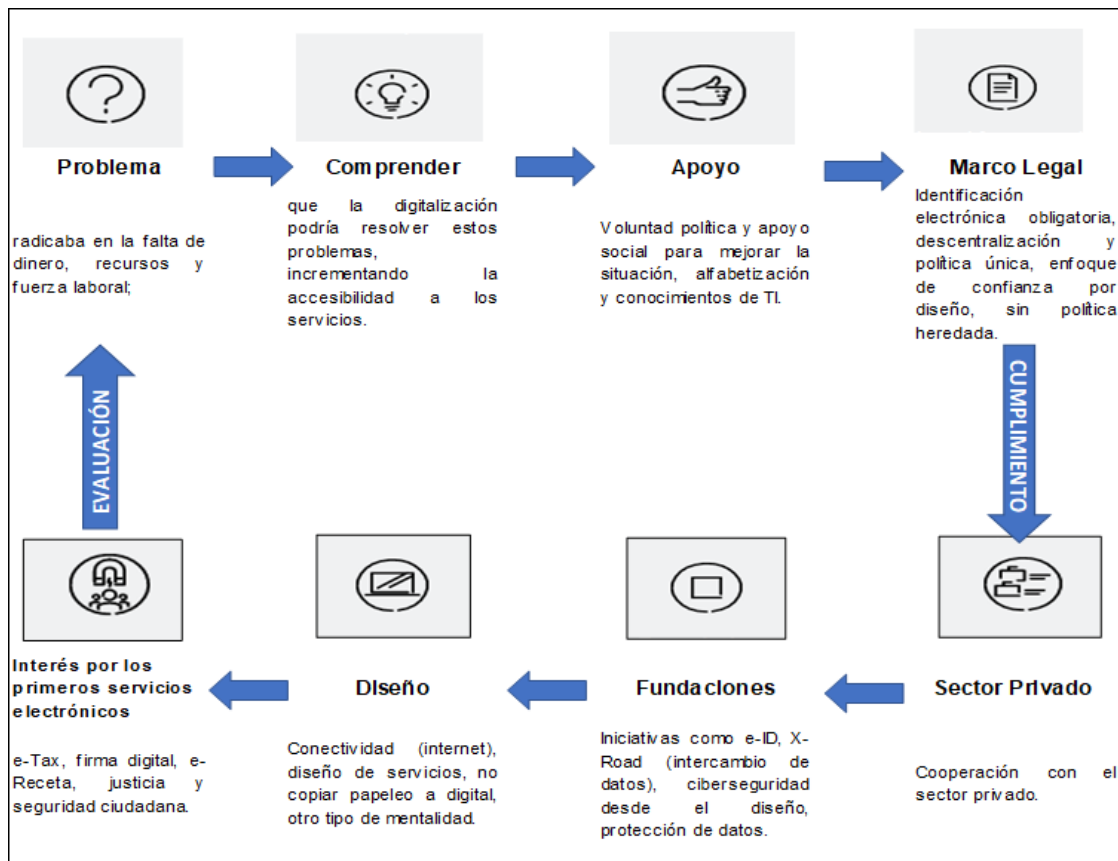 Problema
radicaba en la falta de
dinero, recursos y
fuerza laboral;
Comprender
que la digitalización
podría resolver estos
problemas,
incrementando la
accesibilidad a los
servicios.
Apoyo
Voluntad política y apoyo
social para mejorar la
situación, alfabetización
y conocimientos de TI.
Marco Legal
Identificación
electrónica obligatoria,
descentralización y
política única, enfoque
de confianza por
diseño, sin política
heredada.
CUMPLIMIENTO
Sector Privado
Cooperación con el
sector privado.
Fundaciones
Iniciativas como e-ID, X-
Road (intercambio de
datos), ciberseguridad
desde el diseño,
protección de datos.
DIseño
Conectividad (internet),
diseño de servicios, no
copiar papeleo a digital,
otro tipo de mentalidad.
Interés por los
primeros servicios
electrónicos
e-Tax, firma digital, e-
Receta, justicia y
seguridad ciudadana.
EVALUACIÓN